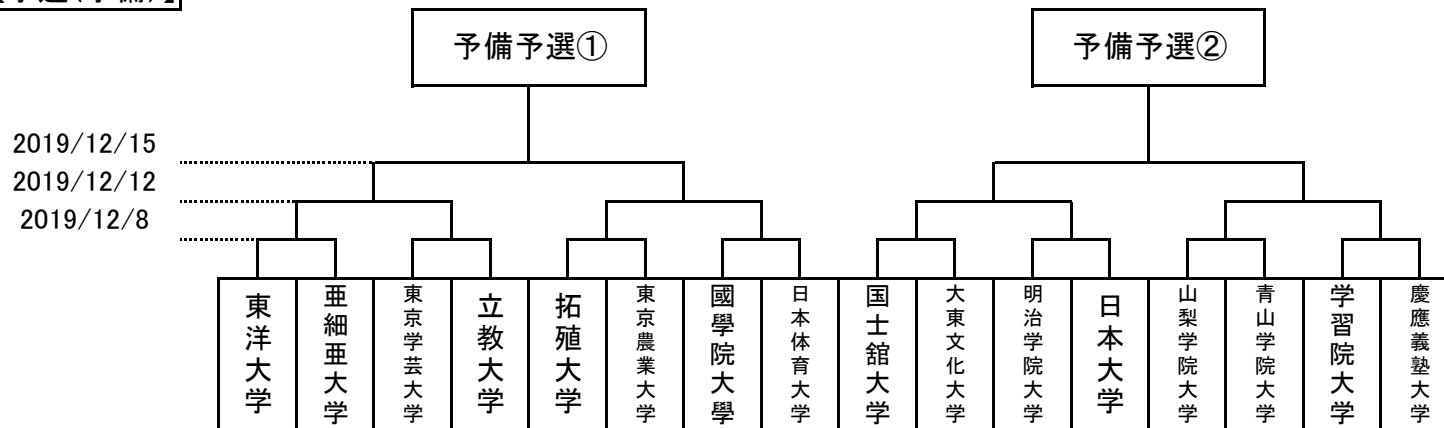 予備予選①
予備予選②
2019/12/15
2019/12/12
2019/12/8
東洋大学
亜細亜大学
東京学芸大学
立教大学
拓殖大学
東京農業大学
國學院大學
日本体育大学
国士舘大学
大東文化大学
明治学院大学
日本大学
山梨学院大学
青山学院大学
学習院大学
慶應義塾大学